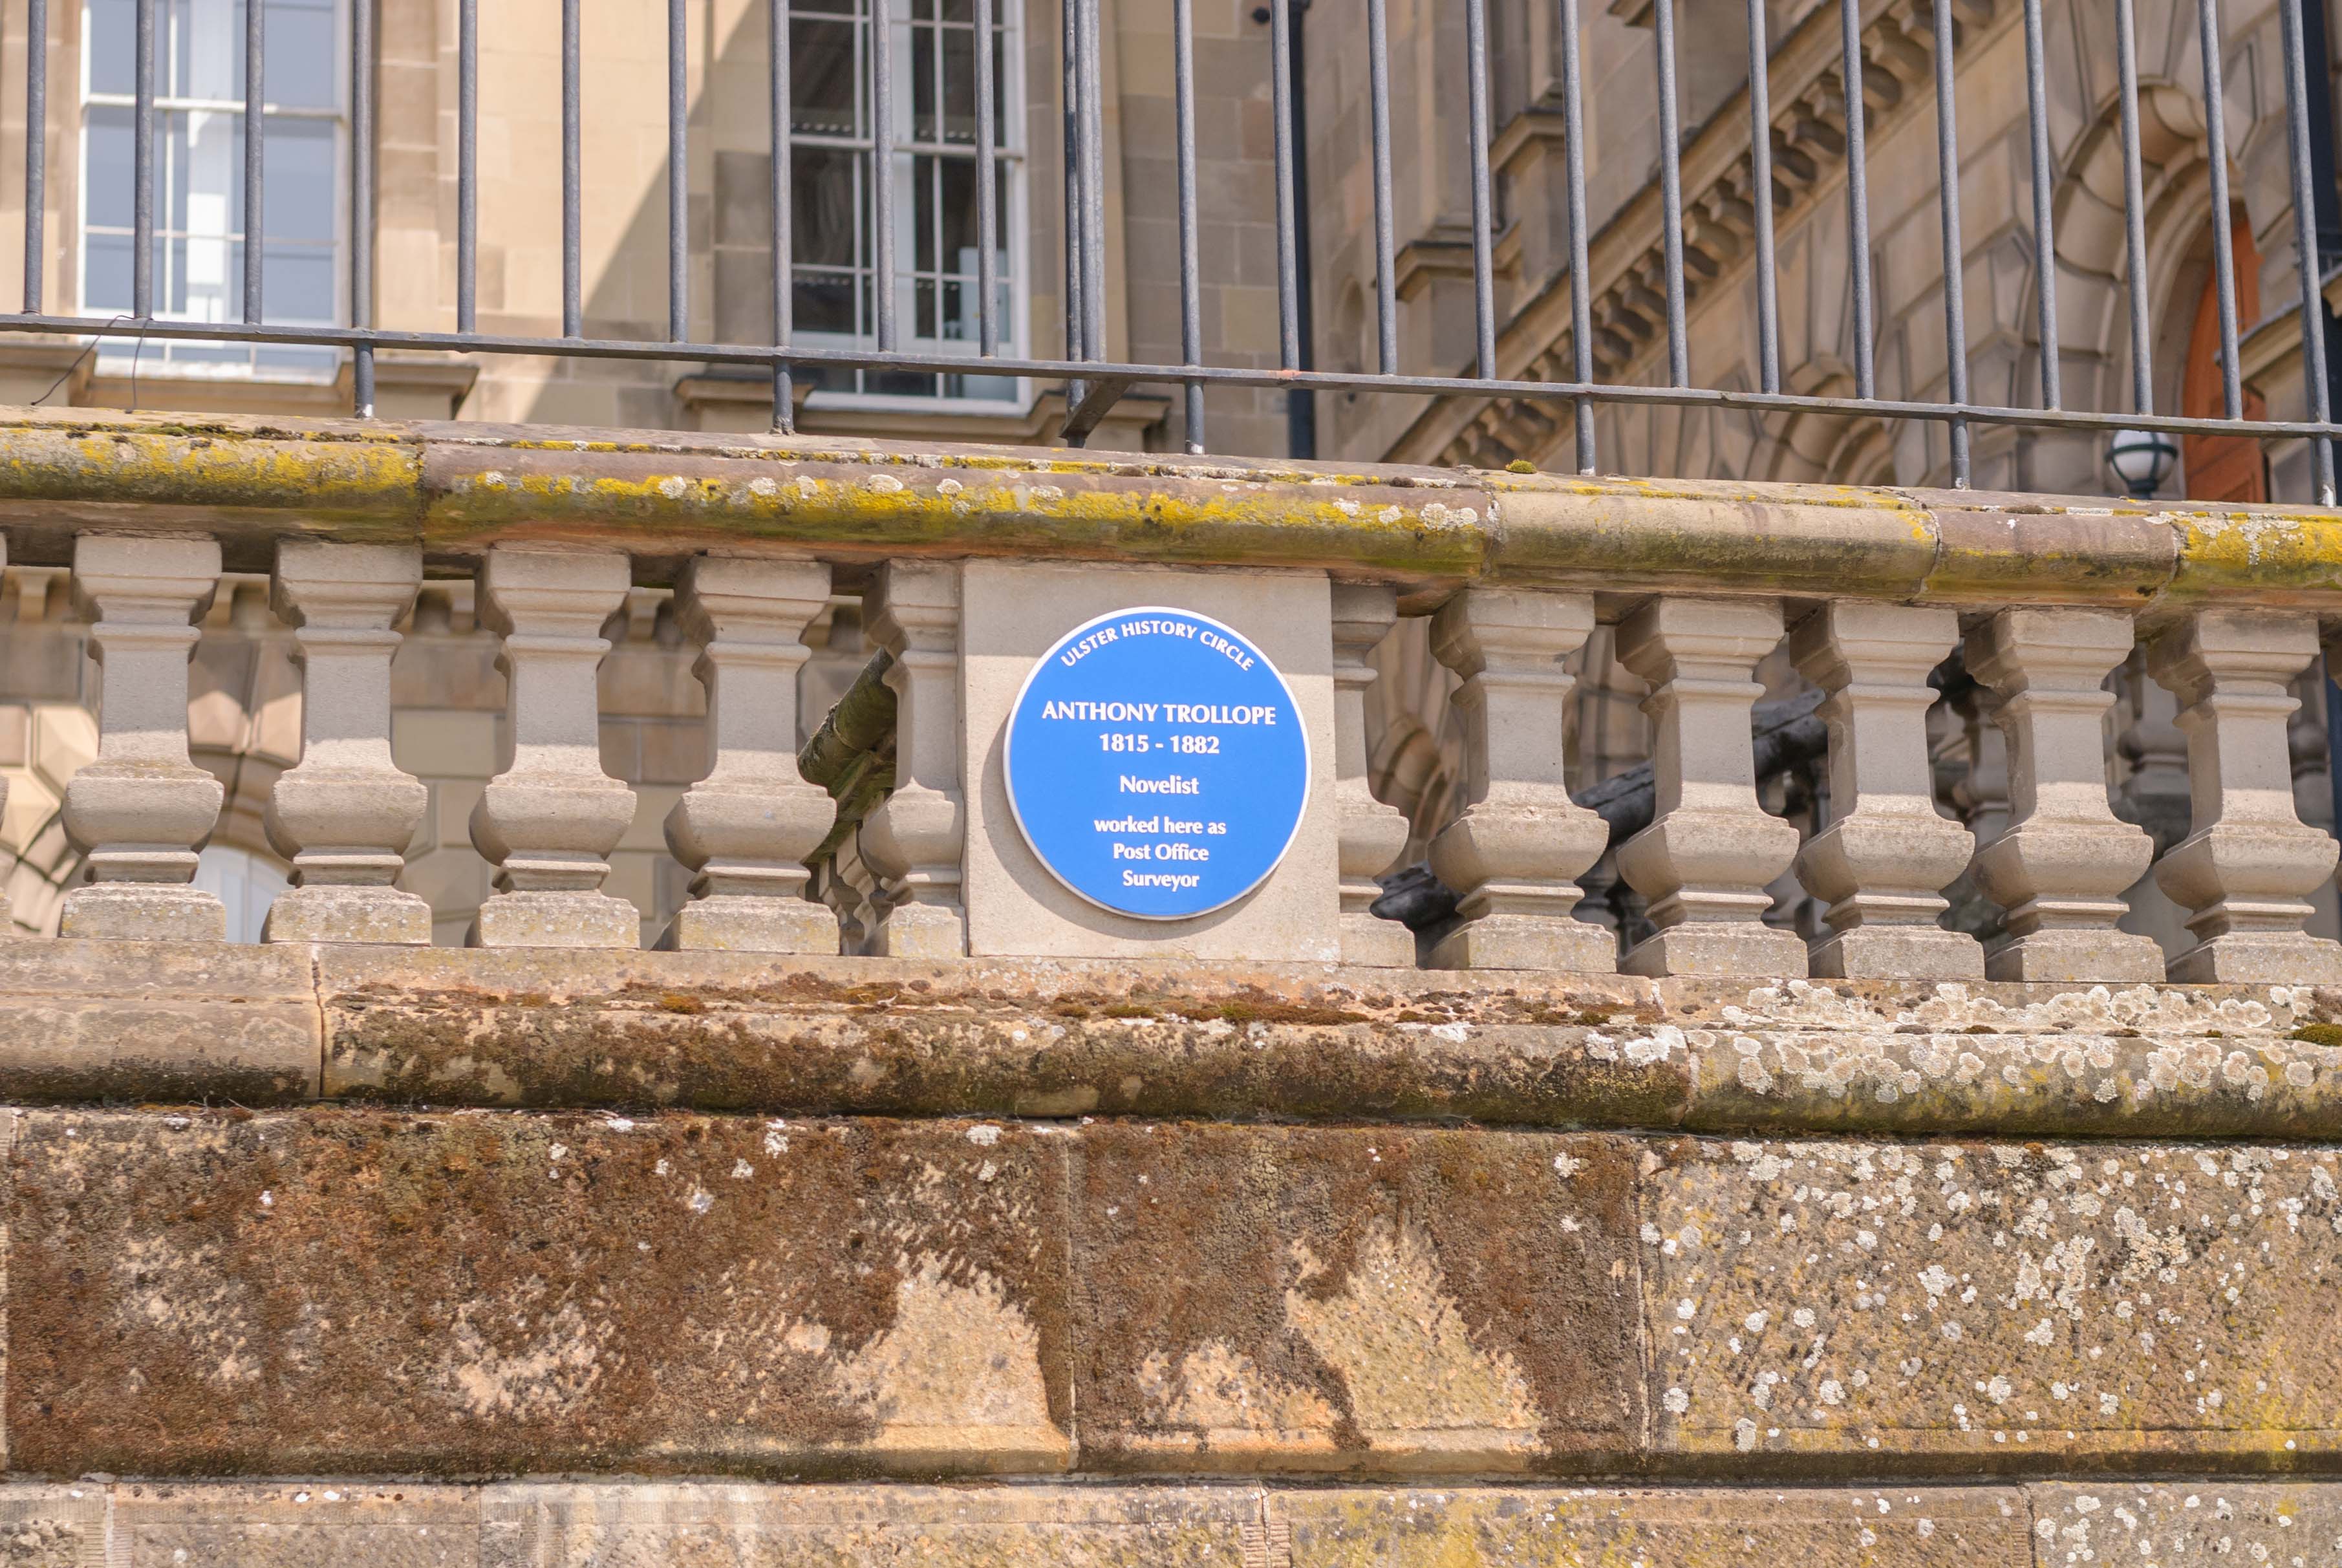 ULSTER HISTORY CIRCLE
ANTHONY TROLLOPE
1815 - 1882
Novelist
worked here as
Post Office
Surveyor